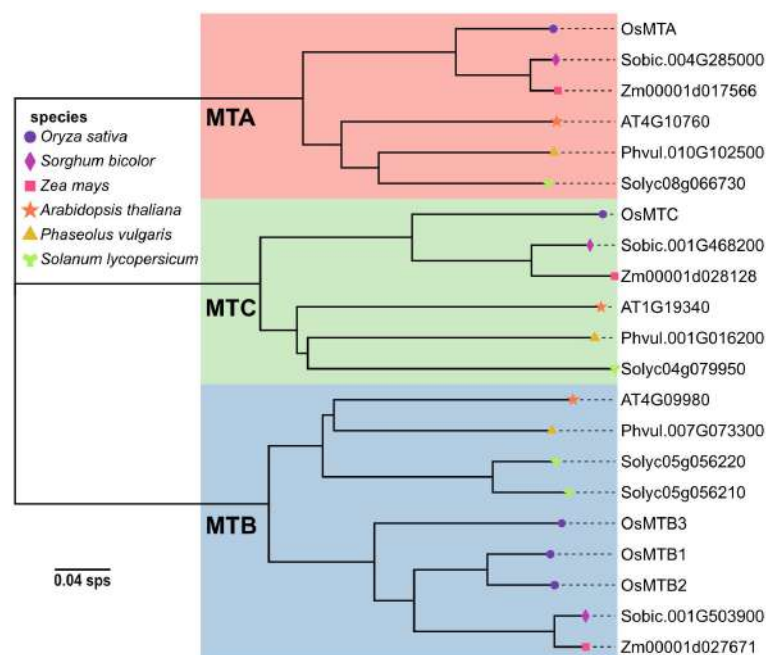 OsMTA
Sobic.004G285000
Zm00001d017566
MTA
AT4G10760
Phvul.010G102500
Solyc08g066730
species
Oryza sativa
Sorghum bicolor
Zea mays
Arabidopsis thaliana
Phaseolus vulgaris
Solanum lycopersicum
OsMTC
Sobic.001G468200
Zm00001d028128
MTC
AT1G19340
Phvul.001G016200
Solyc04g079950
AT4G09980
Phvul.007G073300
Solyc05g056220
Solyc05g056210
MTB
OsMTB3
OsMTB1
OsMTB2
Sobic.001G503900
Zm00001d027671
0.04 sps